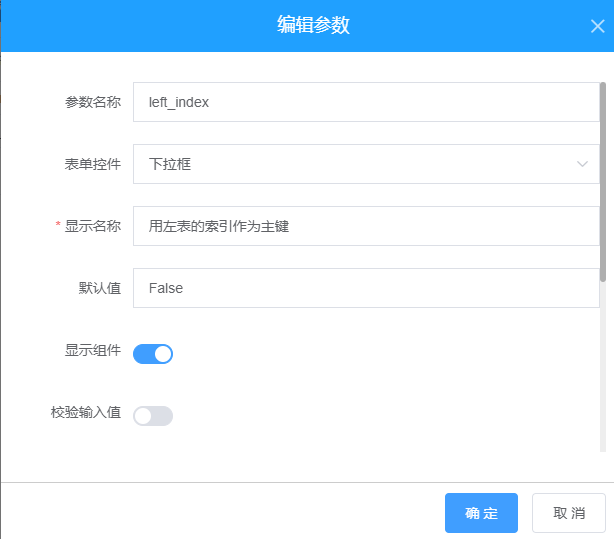 编辑参数
参数名称 left_index
表单控件 下拉框
* 显示名称 用左表的索引作为主键
默认值 False
显示组件
校验输入值
确定 取消